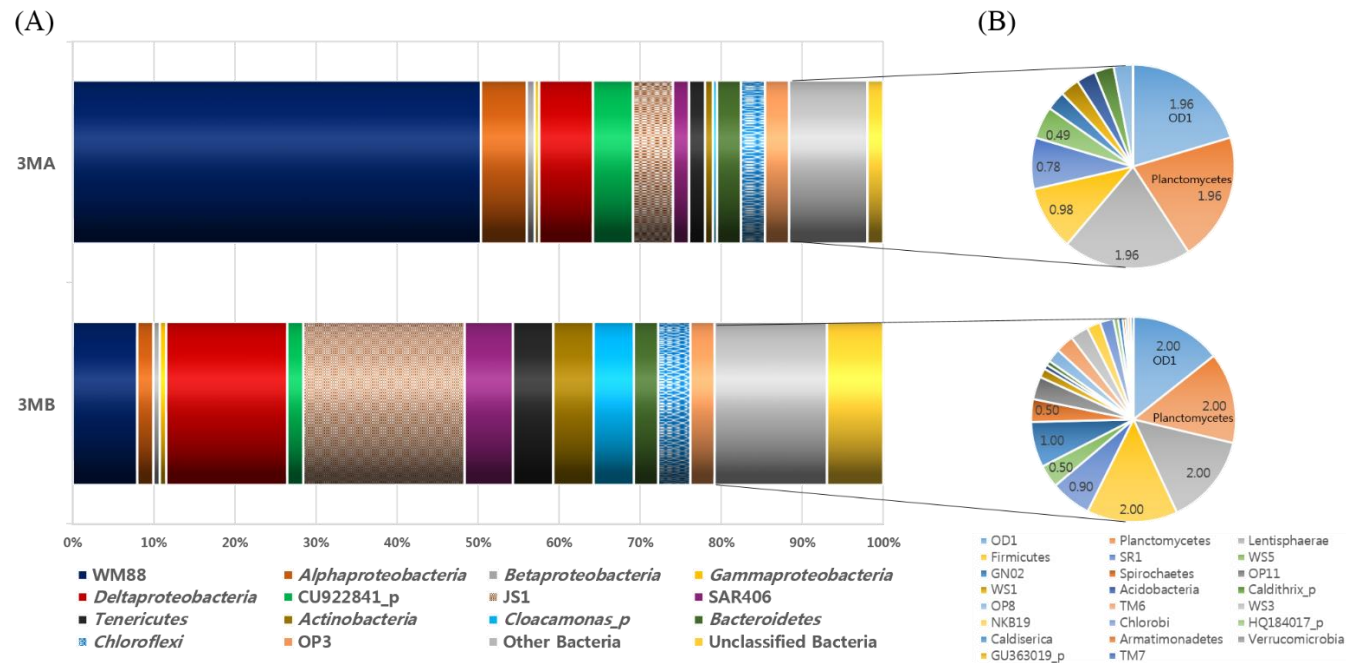 (A)
(B)
3MA
3MB
0% 10% 20% 30% 40% 50% 60% 70% 80% 90% 100%
WM88 Alphaproteobacteria Betaproteobacteria Gammaproteobacteria
Deltaproteobacteria CU922841_p JS1 SAR406
Tenericutes Actinobacteria Cloacamonas_p Bacteroidetes
Chloroflexi OP3 Other Bacteria Unclassified Bacteria
1.96
OD1
Planctomycetes
1.96
1.96
0.98
0.78
0.49
2.00
OD1
2.00
Planctomycetes
2.00
2.00
0.90
0.50
1.00
0.50
OD1 Planctomycetes Lentisphaerae
Firmicutes SR1 WS5
GN02 Spirochaetes OP11
WS1 Acidobacteria Caldithrix_p
OP8 TM6 WS3
NKB19 Chlorobi HQ184017_p
Caldiserica Armatimonadetes Verrucomicrobia
GU363019_p TM7